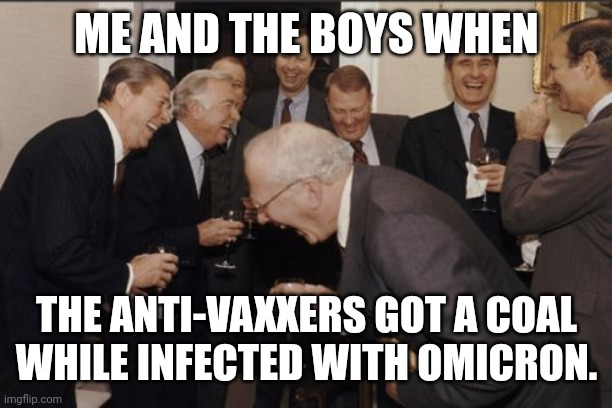 ME AND THE BOYS WHEN
THE ANTI-VAXXERS GOT A COAL
WHILE INFECTED WITH OMICRON.
imgflip.com